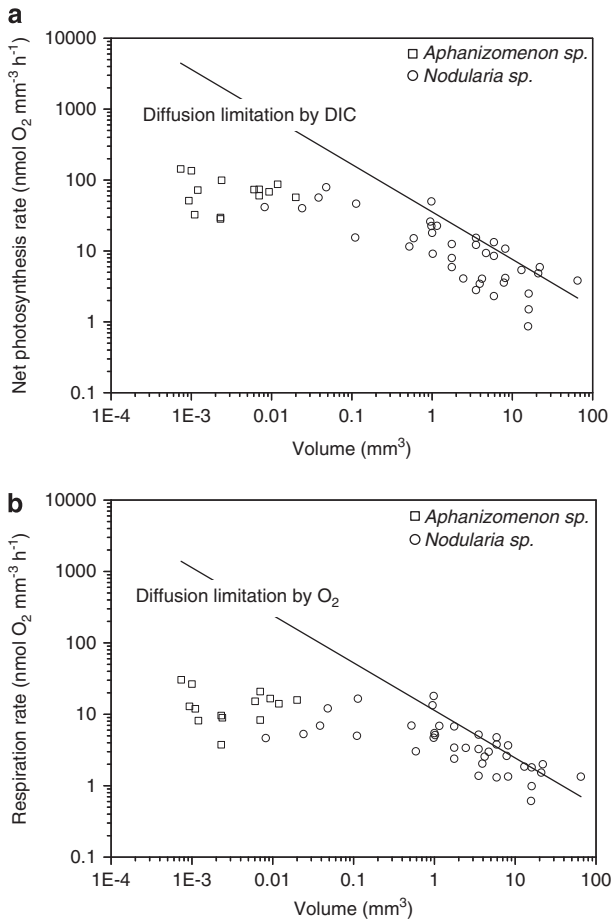 a
10000
1000
100
10
1
0.1
Net photosynthesis rate (nmol O₂ mm⁻³ h⁻¹)
Aphanizomenon sp.
Nodularia sp.
Diffusion limitation by DIC
1E-4
1E-3
0.01
0.1
1
10
100
Volume (mm³)
b
10000
1000
100
10
1
0.1
Respiration rate (nmol O₂ mm⁻³ h⁻¹)
Aphanizomenon sp.
Nodularia sp.
Diffusion limitation by O₂
1E-4
1E-3
0.01
0.1
1
10
100
Volume (mm³)